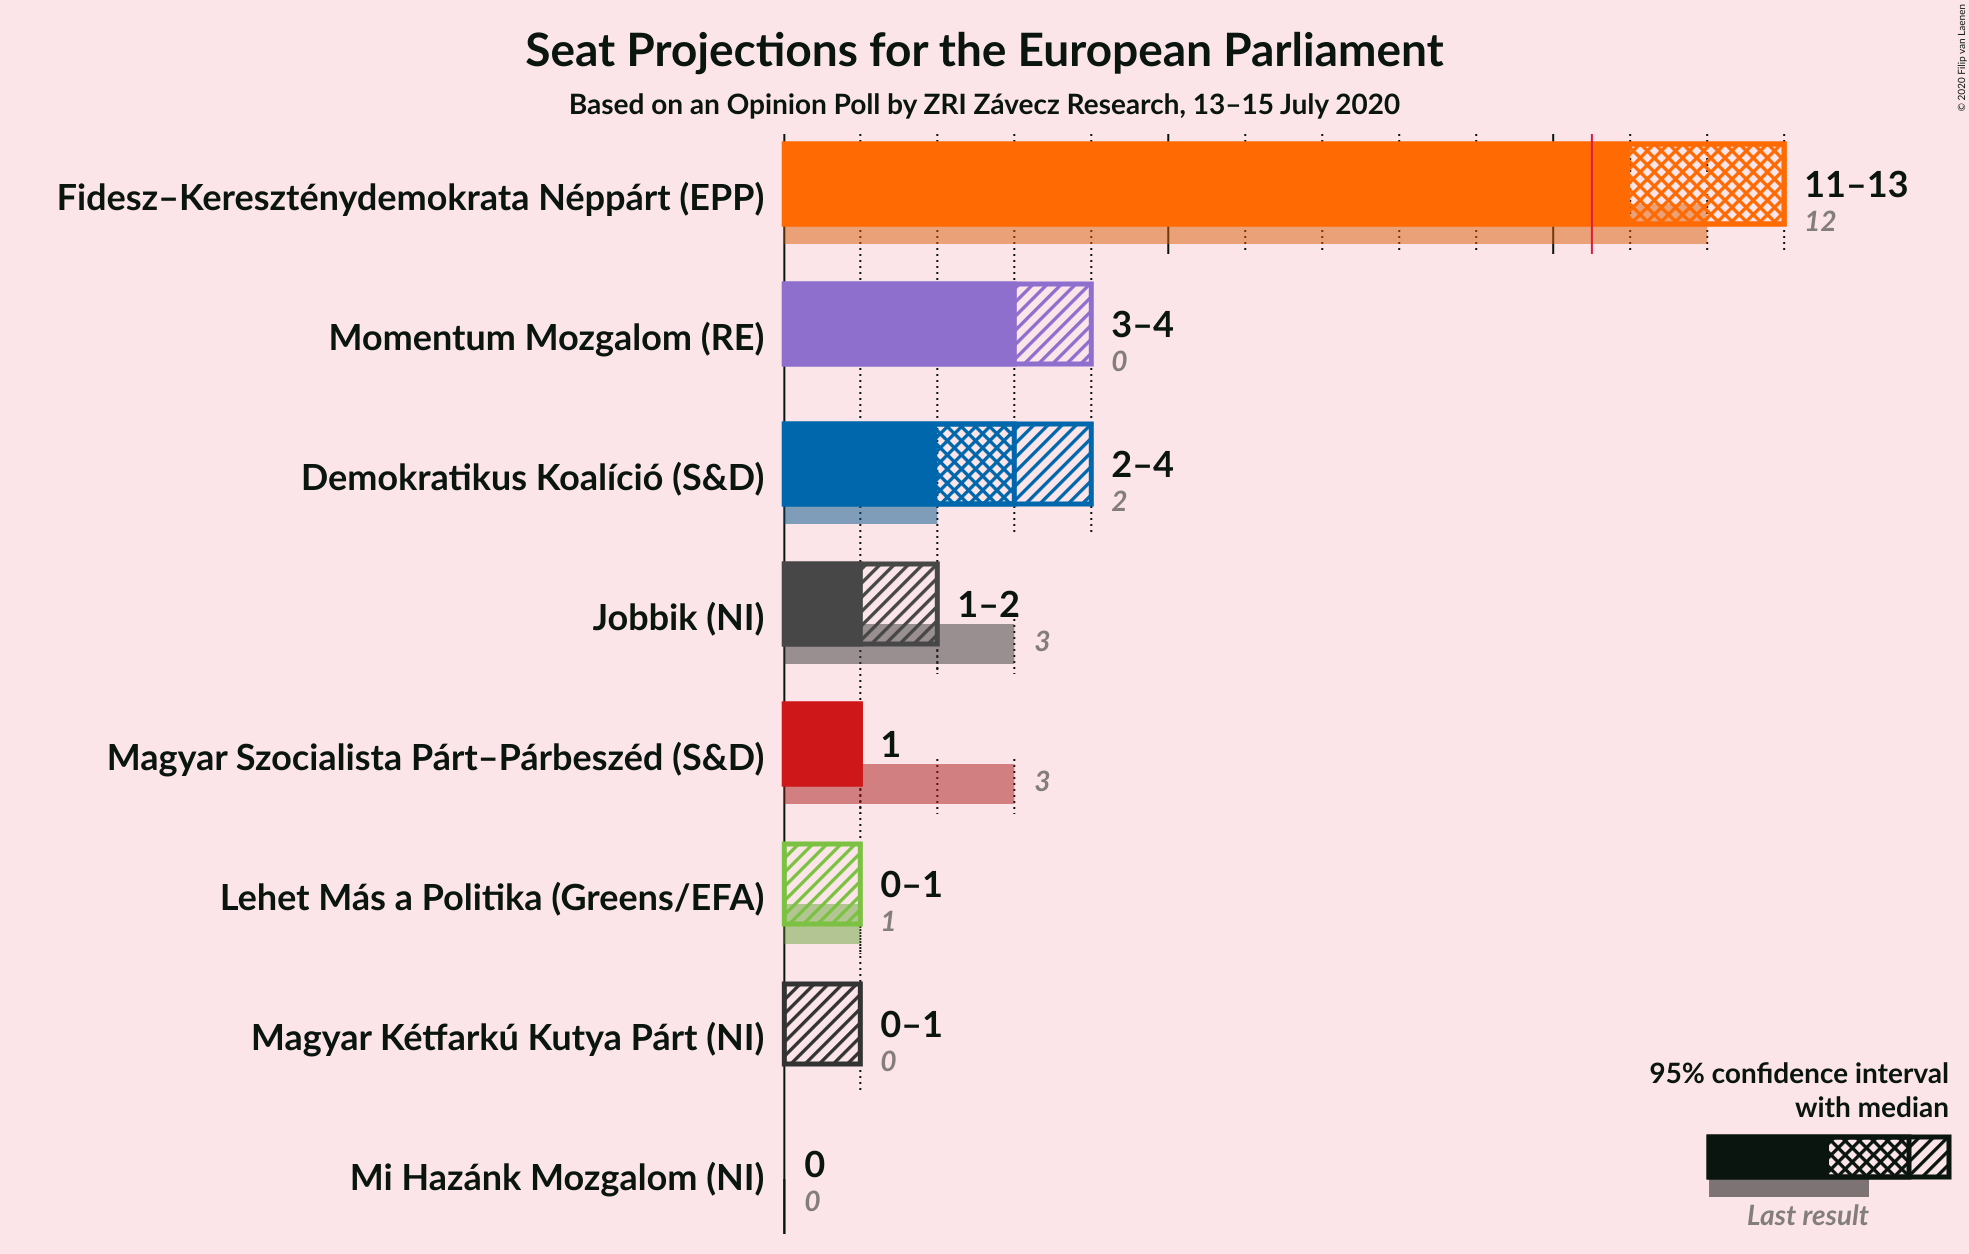 Seat Projections for the European Parliament
Based on an Opinion Poll by ZRI Závecz Research, 13–15 July 2020
© 2020 Filip van Laenen
Fidesz–Kereszténydemokrata Néppárt (EPP)
11–13
12
Momentum Mozgalom (RE)
3–4
0
Demokratikus Koalíció (S&D)
2–4
2
Jobbik (NI)
1–2
3
Magyar Szocialista Párt–Párbeszéd (S&D)
1
3
Lehet Más a Politika (Greens/EFA)
0–1
1
Magyar Kétfarkú Kutya Párt (NI)
0–1
0
Mi Hazánk Mozgalom (NI)
0
0
95% confidence interval
with median
Last result